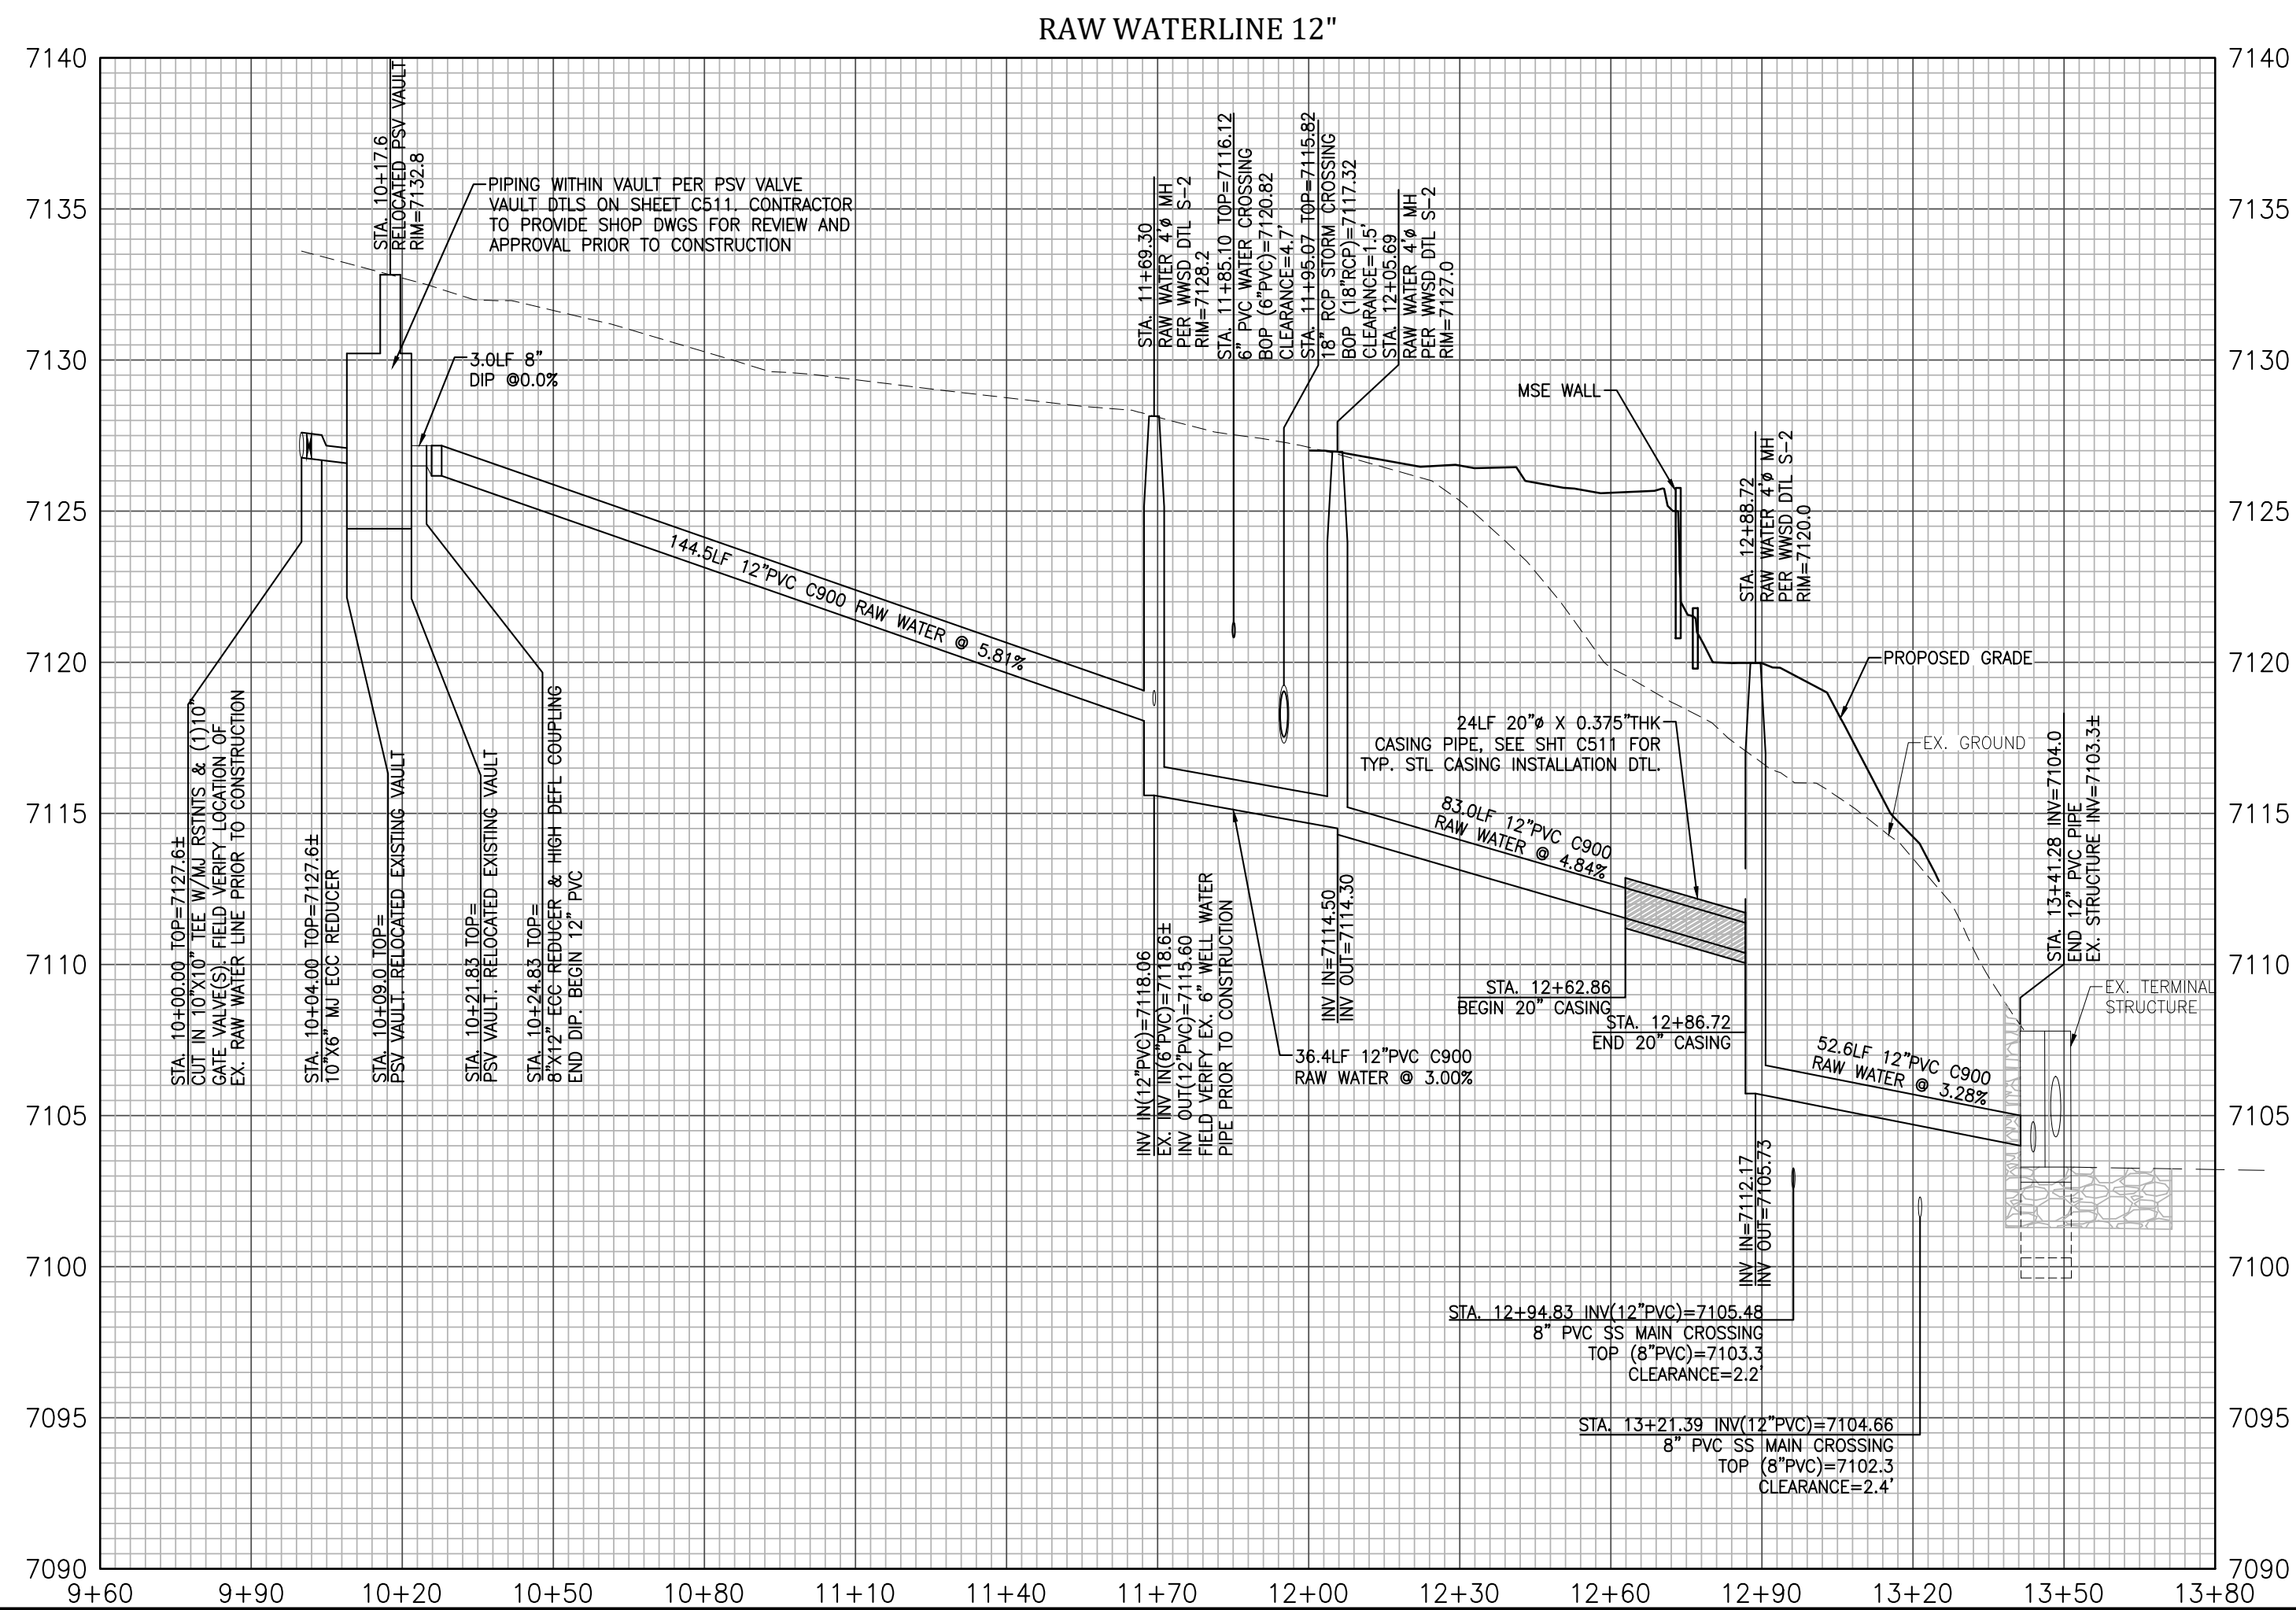 RAW WATERLINE 12"
7140
7135
7130
7125
7120
7115
7110
7105
7100
7095
7090
7140
7135
7130
7125
7120
7115
7110
7105
7100
7095
7090
9+60
9+90
10+20
10+50
10+80
11+10
11+40
11+70
12+00
12+30
12+60
12+90
13+20
13+50
13+80
STA. 10+17.6
RELOCATED PSV VAULT
RIM=7132.8
PIPING WITHIN VAULT PER PSV VALVE
VAULT DTLS ON SHEET C511. CONTRACTOR
TO PROVIDE SHOP DWGS FOR REVIEW AND
APPROVAL PRIOR TO CONSTRUCTION
3.0LF 8"
DIP @0.0%
144.5LF 12"PVC C900 RAW WATER @ 5.81%
STA. 10+00.00 TOP=7127.6±
CUT IN 10"X10" TEE W/MJ RSTNTS & (1)10"
GATE VALVE(S). FIELD VERIFY LOCATION OF
EX. RAW WATER LINE PRIOR TO CONSTRUCTION
STA. 10+04.00 TOP=7127.6±
10"X6" MJ ECC REDUCER
STA. 10+09.0 TOP=
PSV VAULT. RELOCATED EXISTING VAULT
STA. 10+21.83 TOP=
PSV VAULT. RELOCATED EXISTING VAULT
STA. 10+24.83 TOP=
8"X12" ECC REDUCER & HIGH DEFL COUPLING
END DIP. BEGIN 12" PVC
STA. 11+69.30
RAW WATER 4'ø MH
PER WWSD DTL S-2
RIM=7128.2
STA. 11+85.10 TOP=7116.12
6" PVC WATER CROSSING
BOP (6"PVC)=7120.82
CLEARANCE=4.7'
STA. 11+95.07 TOP=7115.82
18" RCP STORM CROSSING
BOP (18"RCP)=7117.32
CLEARANCE=1.5'
STA. 12+05.69
RAW WATER 4'ø MH
PER WWSD DTL S-2
RIM=7127.0
MSE WALL
STA. 12+88.72
RAW WATER 4'ø MH
PER WWSD DTL S-2
RIM=7120.0
PROPOSED GRADE
EX. GROUND
24LF 20"ø X 0.375"THK
CASING PIPE, SEE SHT C511 FOR
TYP. STL CASING INSTALLATION DTL.
83.0LF 12"PVC C900
RAW WATER @ 4.84%
INV IN(12"PVC)=7118.06
EX. INV IN(6"PVC)=7118.6±
INV OUT(12"PVC)=7115.60
FIELD VERIFY EX. 6" WELL WATER
PIPE PRIOR TO CONSTRUCTION
INV IN=7114.50
INV OUT=7114.30
36.4LF 12"PVC C900
RAW WATER @ 3.00%
STA. 12+62.86
BEGIN 20" CASING
STA. 12+86.72
END 20" CASING
52.6LF 12"PVC C900
RAW WATER @ 3.28%
STA. 13+41.28 INV=7104.0
END 12" PVC PIPE
EX. STRUCTURE INV=7103.3±
EX. TERMINAL
STRUCTURE
INV IN=7112.17
INV OUT=7105.73
STA. 12+94.83 INV(12"PVC)=7105.48
8" PVC SS MAIN CROSSING
TOP (8"PVC)=7103.3
CLEARANCE=2.2'
STA. 13+21.39 INV(12"PVC)=7104.66
8" PVC SS MAIN CROSSING
TOP (8"PVC)=7102.3
CLEARANCE=2.4'